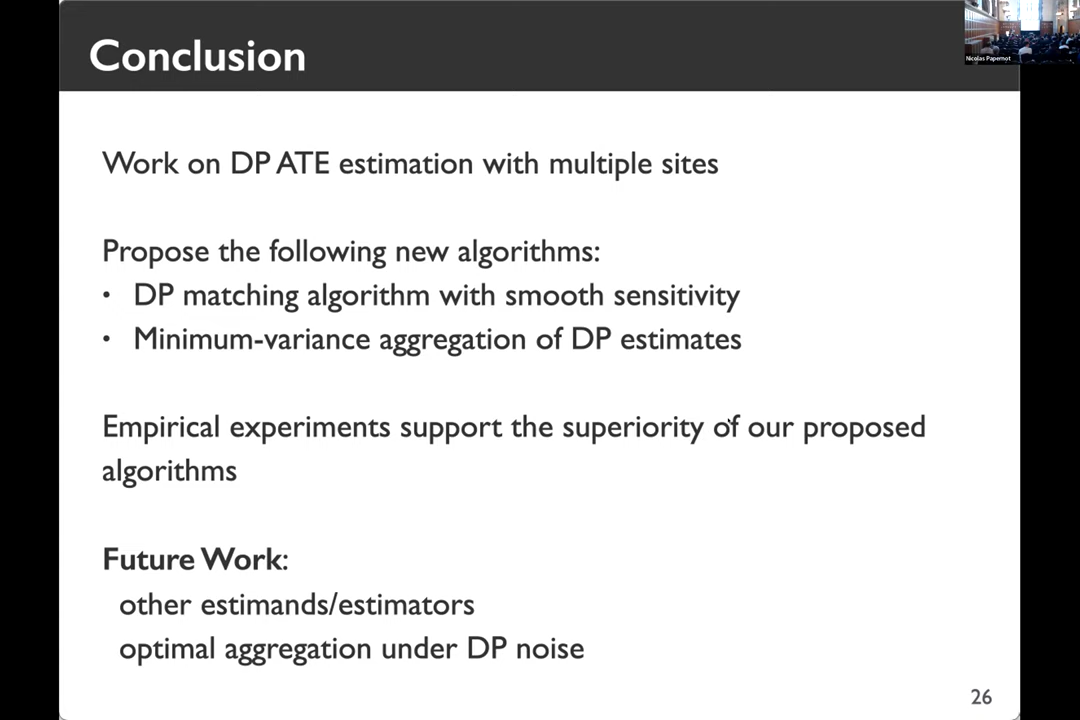 Conclusion
Nicolas Papernot
Work on DP ATE estimation with multiple sites
Propose the following new algorithms:
• DP matching algorithm with smooth sensitivity
• Minimum-variance aggregation of DP estimates
Empirical experiments support the superiority of our proposed
algorithms
Future Work:
other estimands/estimators
optimal aggregation under DP noise
26